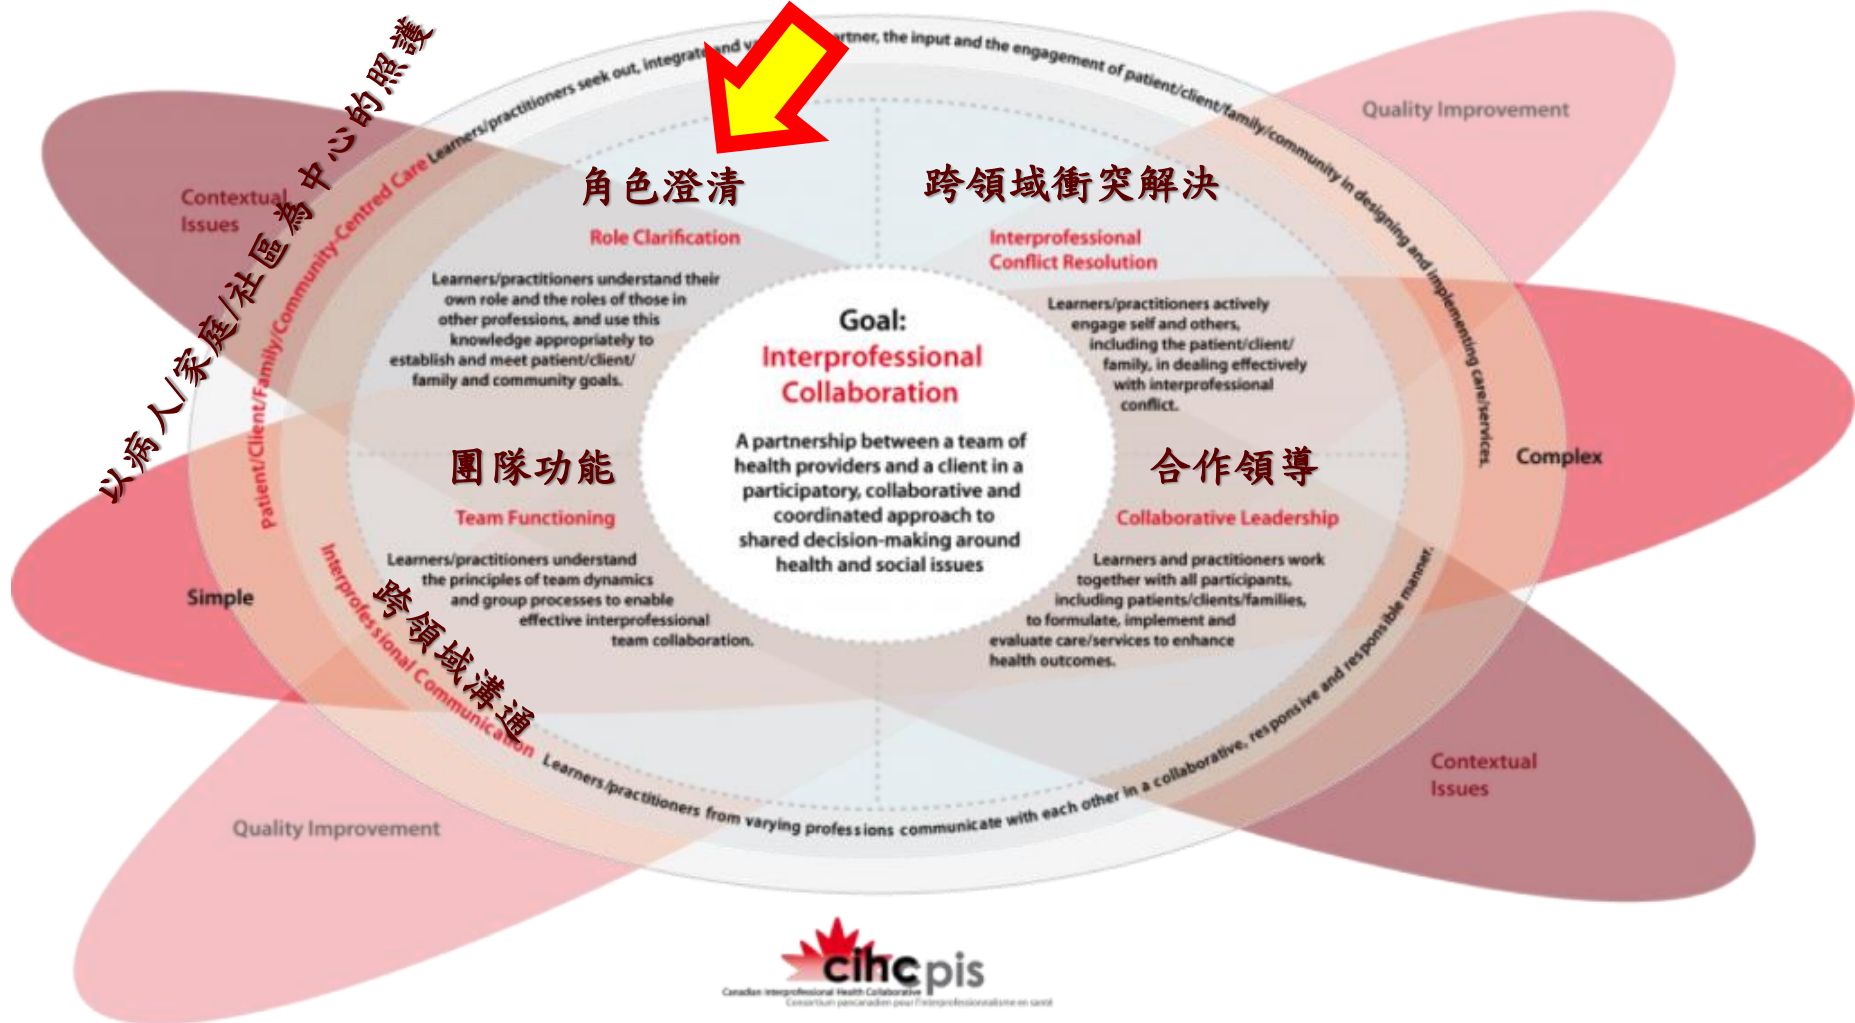 以病人/家庭/社區為中心的照護
Patient/Client/Family/Community-Centred Care Learners/practitioners seek out, integrate and v rtner, the input and the engagement of patient/client/family/community in designing and implementing care/services.
Contextual
Issues
Quality Improvement
角色澄清
Role Clarification
Learners/practitioners understand their
own role and the roles of those in
other professions, and use this
knowledge appropriately to
establish and meet patient/client/
family and community goals.
跨領域衝突解決
Interprofessional
Conflict Resolution
Learners/practitioners actively
engage self and others,
including the patient/client/
family, in dealing effectively
with interprofessional
conflict.
Goal:
Interprofessional
Collaboration
A partnership between a team of
health providers and a client in a
participatory, collaborative and
coordinated approach to
shared decision-making around
health and social issues
團隊功能
Team Functioning
Learners/practitioners understand
the principles of team dynamics
and group processes to enable
effective interprofessional
team collaboration.
合作領導
Collaborative Leadership
Learners and practitioners work
together with all participants,
including patients/clients/families,
to formulate, implement and
evaluate care/services to enhance
health outcomes.
Simple
Complex
跨領域溝通
Interprofessional Communication Learners/practitioners from varying professions communicate with each other in a collaborative, responsive and responsible manner.
Quality Improvement
Contextual
Issues
cihcpis
Canadian Interprofessional Health Collaborative
Consortium pancanadien pour l'interprofessionnalisme en santé